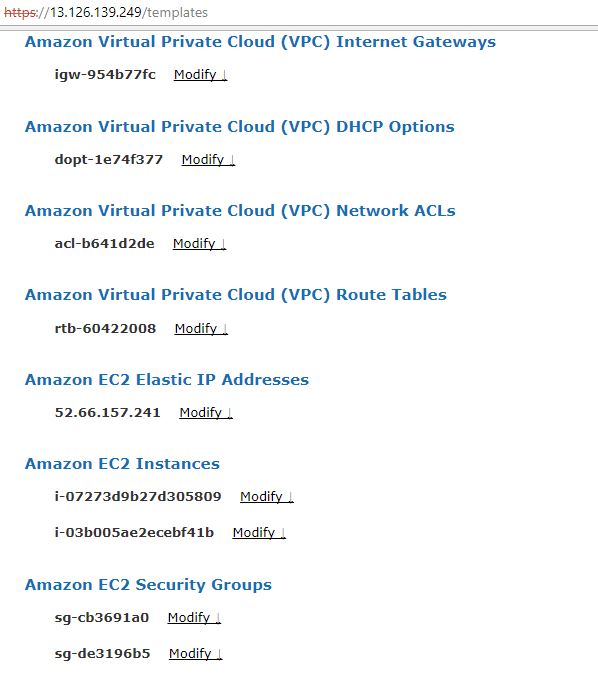 https://13.126.139.249/templates
Amazon Virtual Private Cloud (VPC) Internet Gateways
igw-954b77fc Modify ↓
Amazon Virtual Private Cloud (VPC) DHCP Options
dopt-1e74f377 Modify ↓
Amazon Virtual Private Cloud (VPC) Network ACLs
acl-b641d2de Modify ↓
Amazon Virtual Private Cloud (VPC) Route Tables
rtb-60422008 Modify ↓
Amazon EC2 Elastic IP Addresses
52.66.157.241 Modify ↓
Amazon EC2 Instances
i-07273d9b27d305809 Modify ↓
i-03b005ae2ecebf41b Modify ↓
Amazon EC2 Security Groups
sg-cb3691a0 Modify ↓
sg-de3196b5 Modify ↓